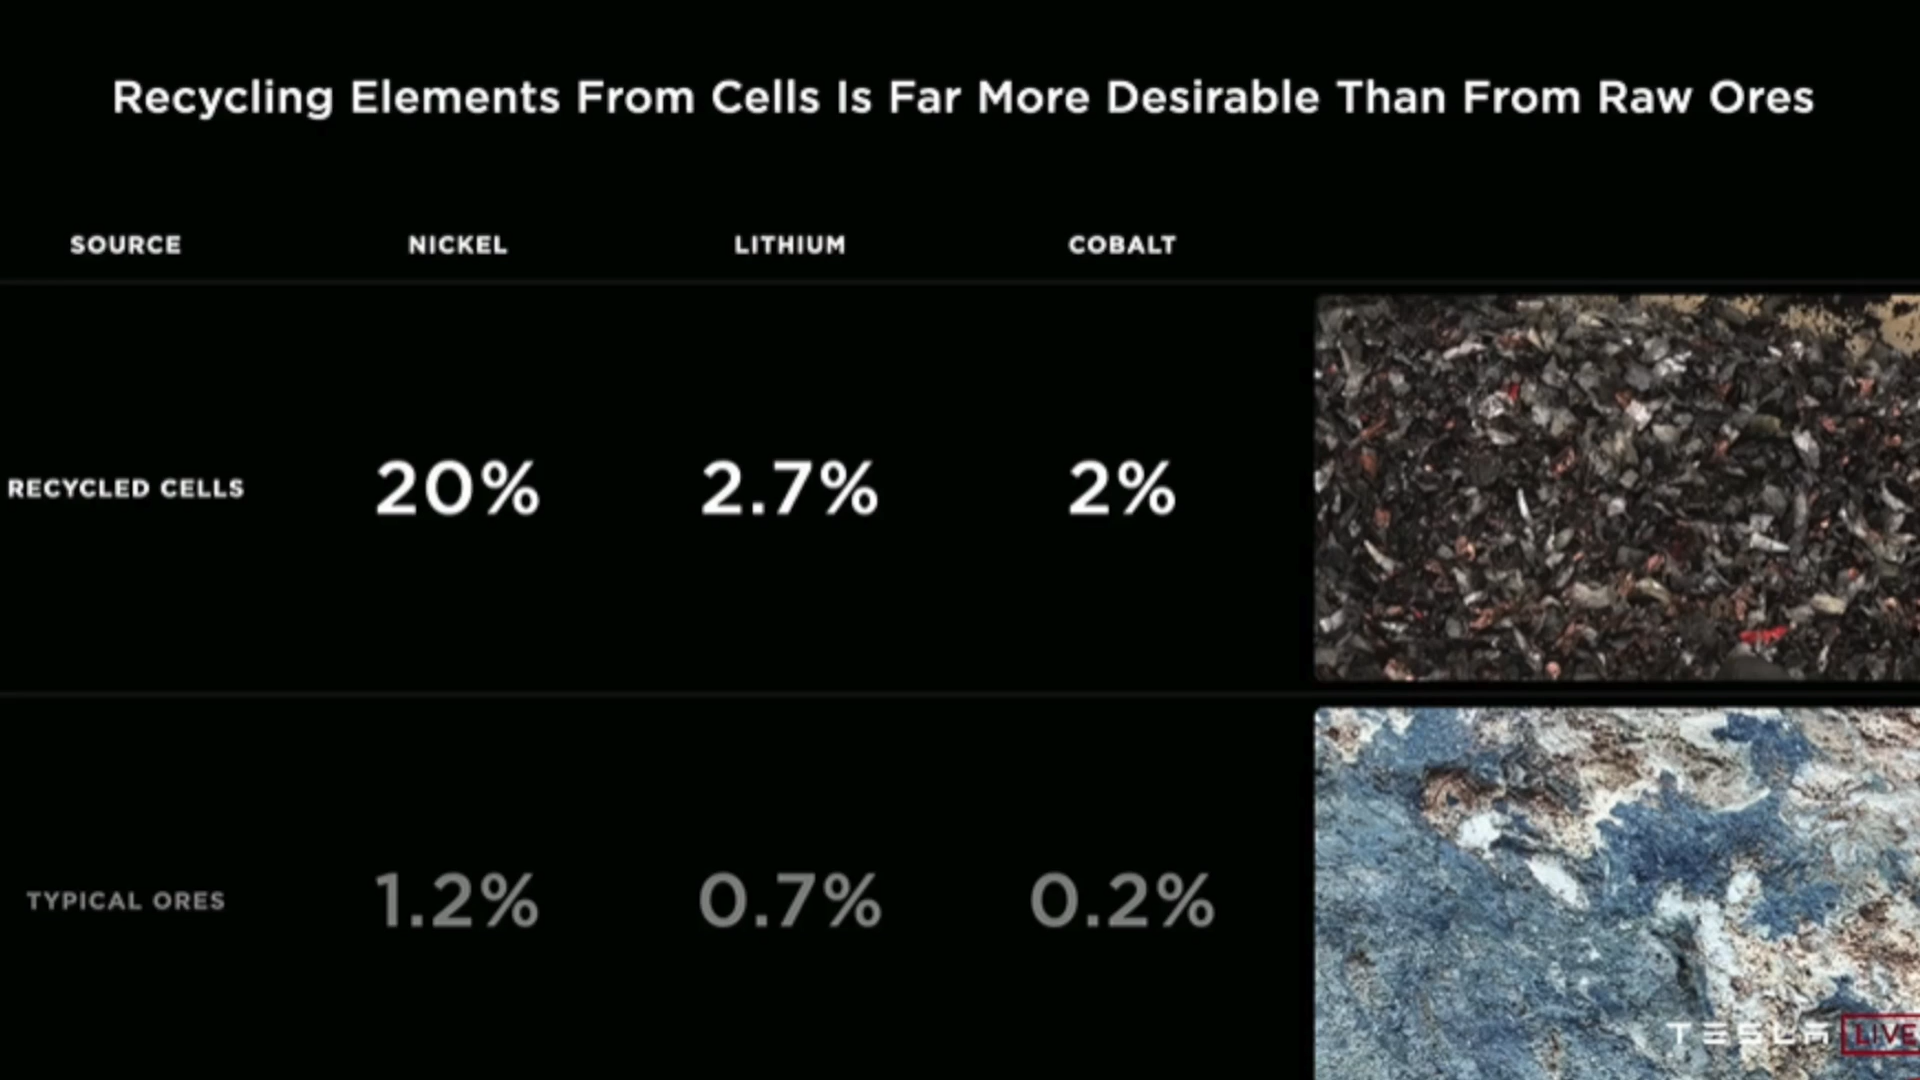 Recycling Elements From Cells Is Far More Desirable Than From Raw Ores
SOURCE NICKEL LITHIUM COBALT
RECYCLED CELLS 20% 2.7% 2%
TYPICAL ORES 1.2% 0.7% 0.2%
TESLA LIVE